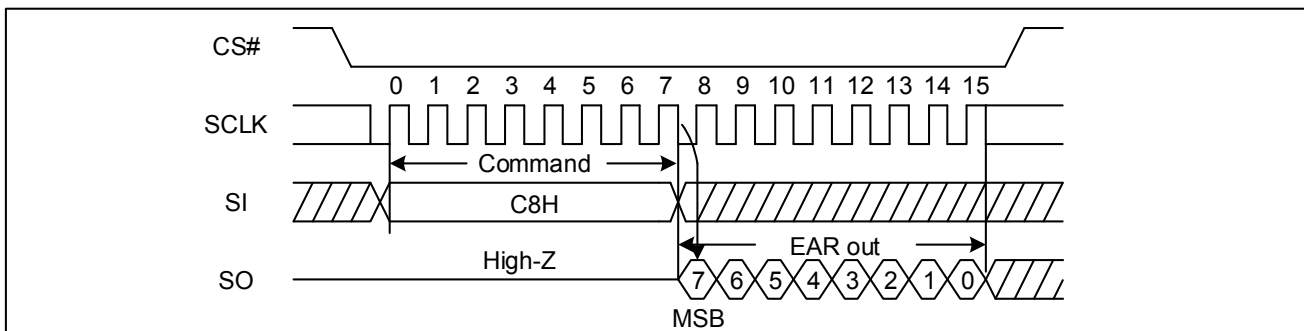 CS#
0 1 2 3 4 5 6 7 8 9 10 11 12 13 14 15
SCLK
Command
SI
C8H
EAR out
High-Z
SO
7 6 5 4 3 2 1 0
MSB